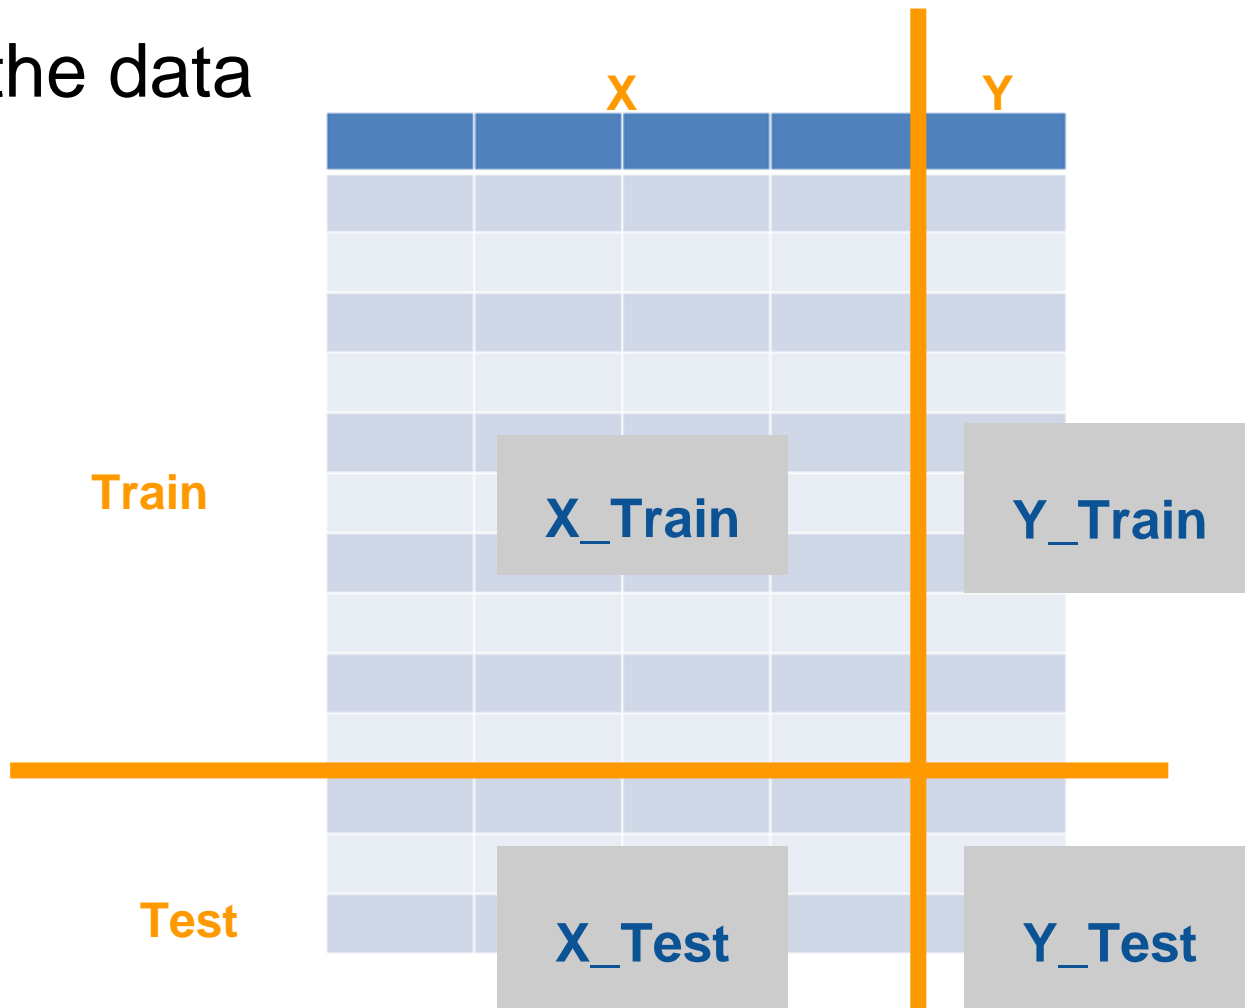 the data
X
Y
Train
X_Train
Y_Train
Test
X_Test
Y_Test